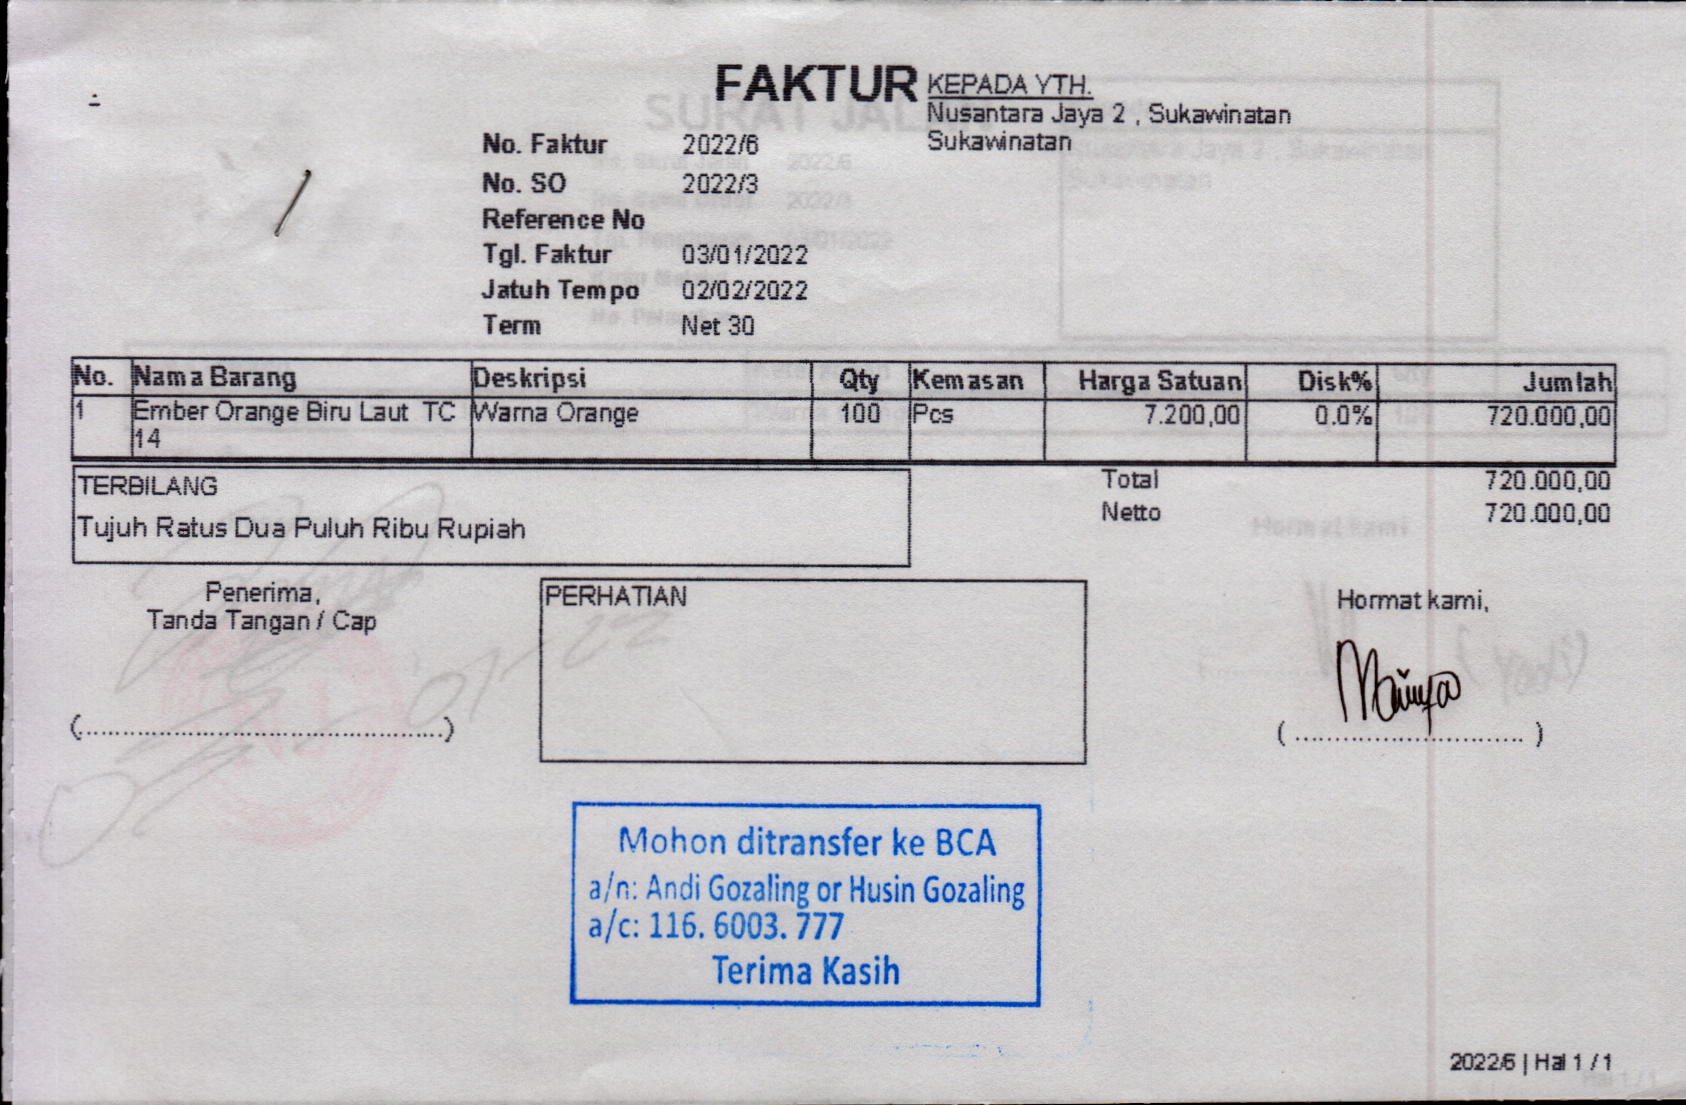 FAKTUR
KEPADA YTH.
Nusantara Jaya 2 , Sukawinatan
Sukawinatan
No. Faktur 2022/6
No. SO 2022/3
Reference No
Tgl. Faktur 03/01/2022
Jatuh Tempo 02/02/2022
Term Net 30
No. Nama Barang Deskripsi Qty Kemasan Harga Satuan Disk% Jumlah
1 Ember Orange Biru Laut TC Warna Orange 100 Pcs 7.200,00 0.0% 720.000,00
14
TERBILANG
Tujuh Ratus Dua Puluh Ribu Rupiah
Total 720.000,00
Netto 720.000,00
Penerima,
Tanda Tangan / Cap
PERHATIAN
Hormat kami,
(..............................................)
( ............................. )
Mohon ditransfer ke BCA
a/n: Andi Gozaling or Husin Gozaling
a/c: 116. 6003. 777
Terima Kasih
2022/6 | Hal 1 / 1